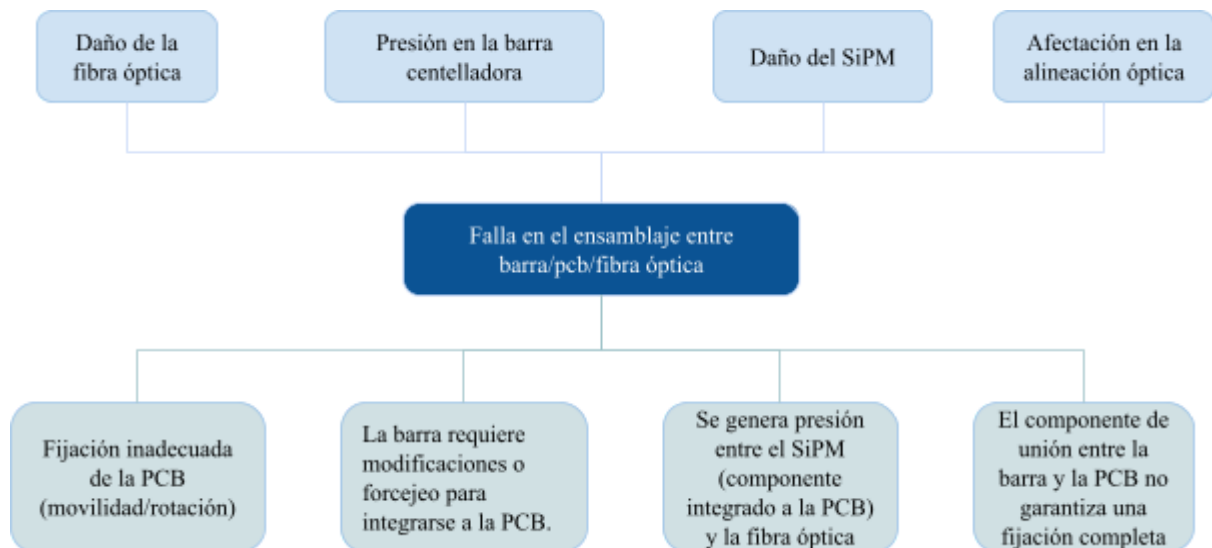 Daño de la
fibra óptica
Presión en la barra
centelladora
Daño del SiPM
Afectación en la
alineación óptica
Falla en el ensamblaje entre
barra/pcb/fibra óptica
Fijación inadecuada
de la PCB
(movilidad/rotación)
La barra requiere
modificaciones o
forcejeo para
integrarse a la PCB.
Se genera presión
entre el SiPM
(componente
integrado a la PCB)
y la fibra óptica
El componente de
unión entre la
barra y la PCB no
garantiza una
fijación completa